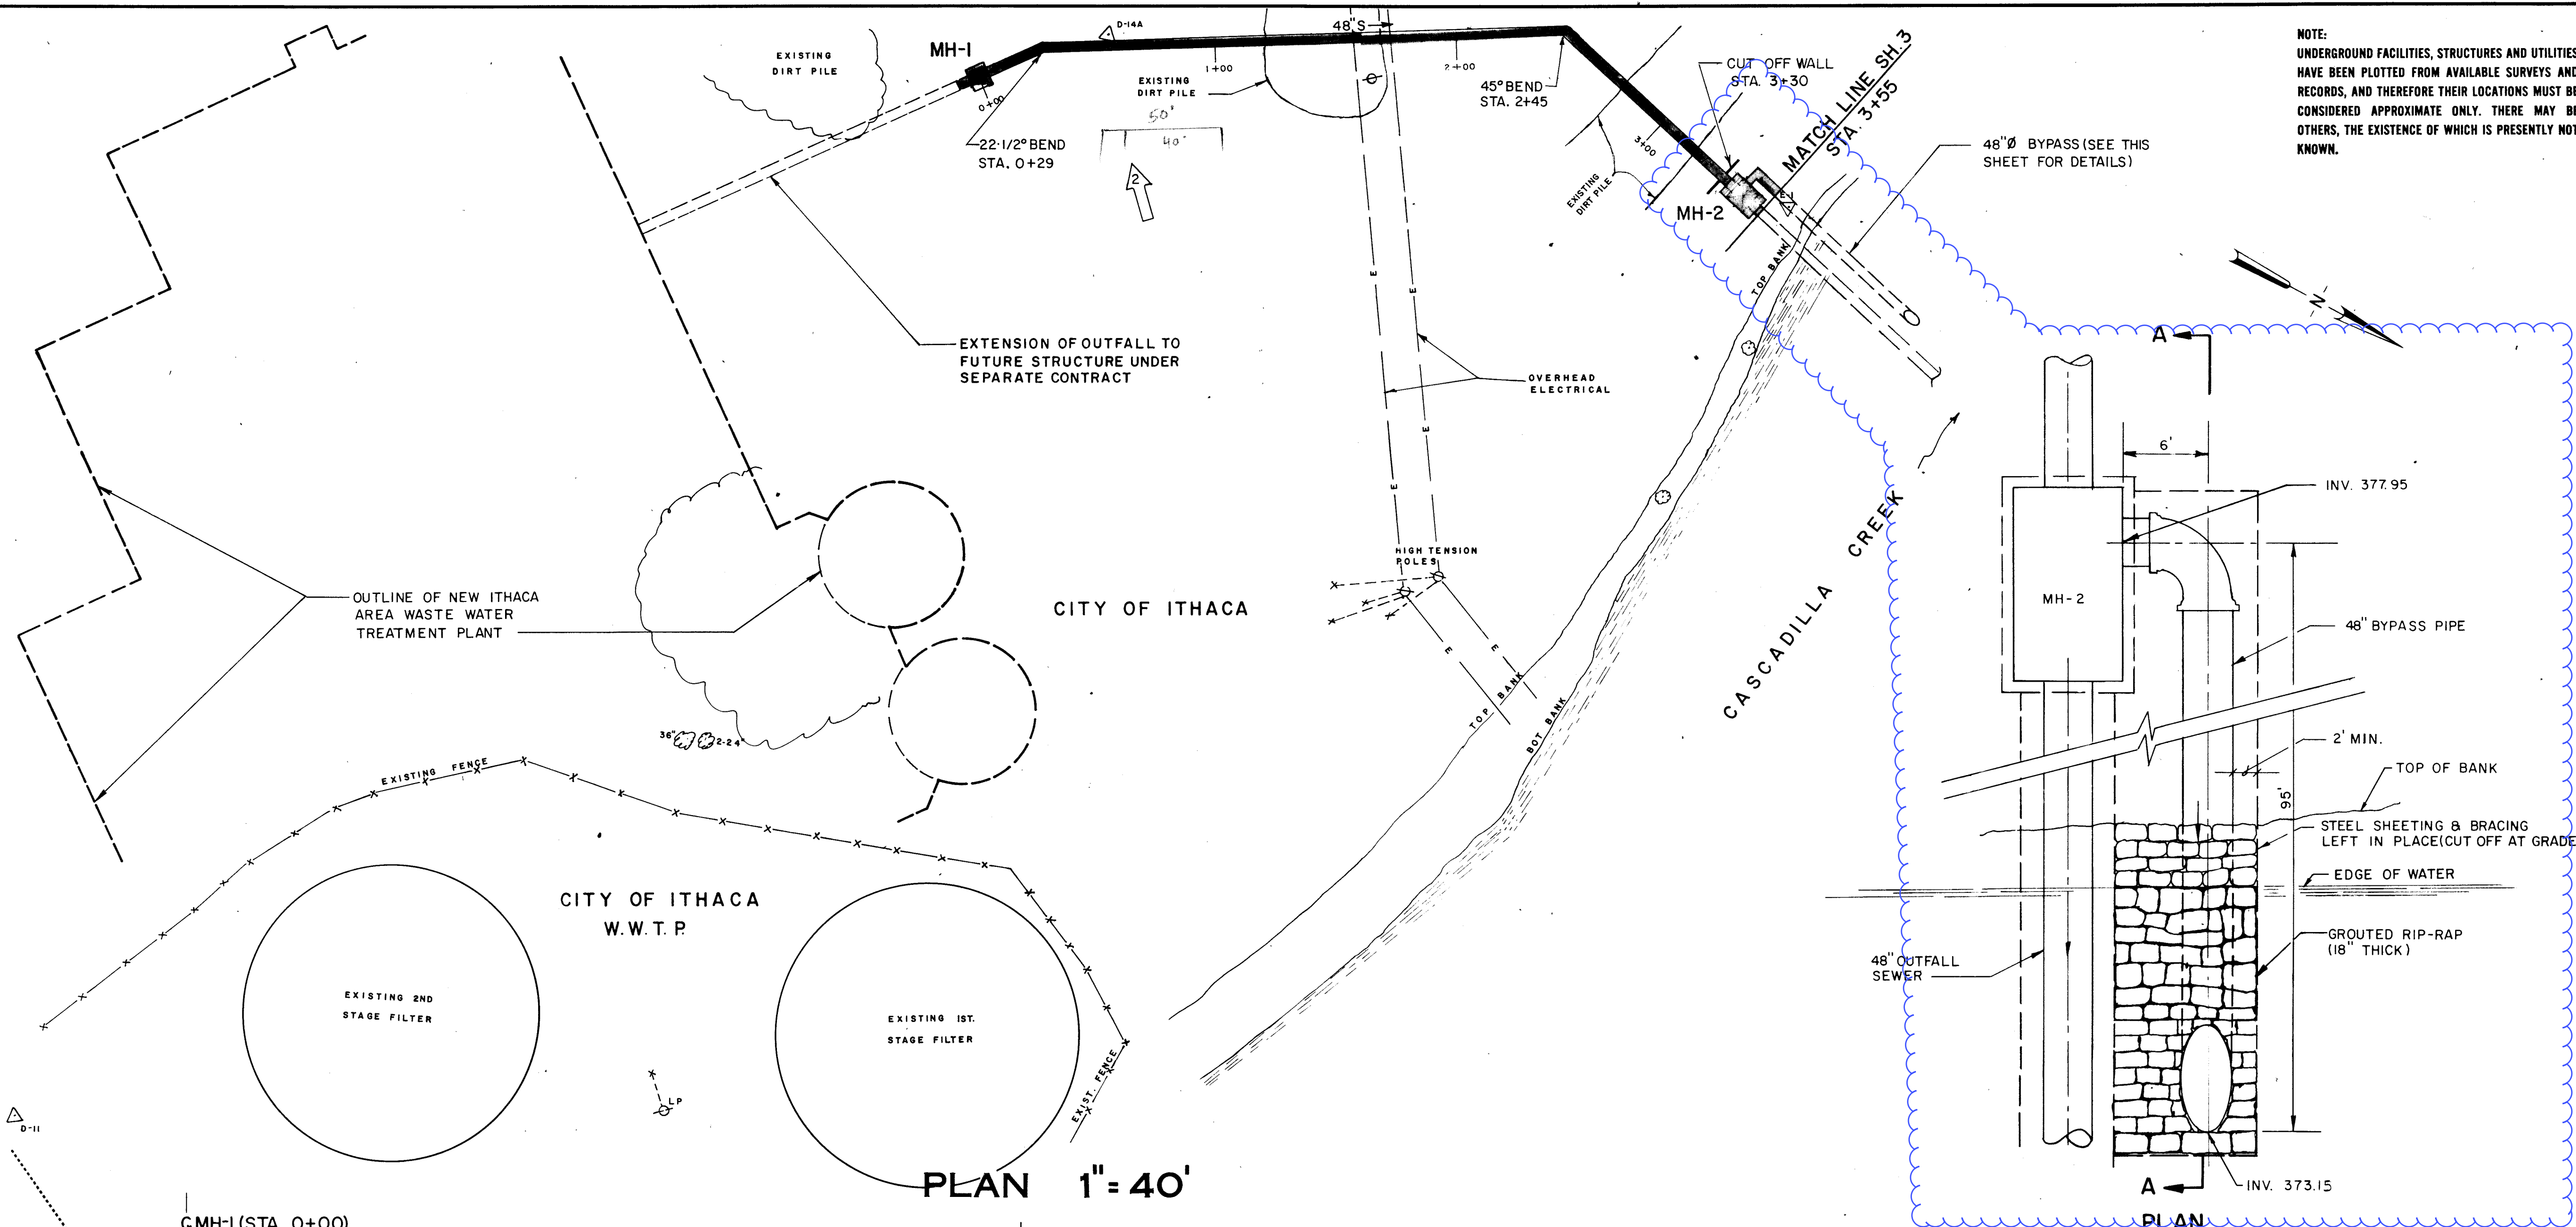 NOTE:
UNDERGROUND FACILITIES, STRUCTURES AND UTILITIES
HAVE BEEN PLOTTED FROM AVAILABLE SURVEYS AND
RECORDS, AND THEREFORE THEIR LOCATIONS MUST BE
CONSIDERED APPROXIMATE ONLY. THERE MAY BE
OTHERS, THE EXISTENCE OF WHICH IS PRESENTLY NOT
KNOWN.
D-14A
48"S
MH-1
EXISTING
DIRT PILE
0+00
22-1/2° BEND
STA. 0+29
EXISTING
DIRT PILE
1+00
50'
40'
2
2+00
45° BEND
STA. 2+45
CUT OFF WALL
STA. 3+30
MATCH LINE SH. 3
STA. 3+55
3+00
EXISTING
DIRT PILE
MH-2
E-1
48"Ø BYPASS (SEE THIS
SHEET FOR DETAILS)
TOP BANK
N
EXTENSION OF OUTFALL TO
FUTURE STRUCTURE UNDER
SEPARATE CONTRACT
E
E
E
E
E
OVERHEAD
ELECTRICAL
HIGH TENSION
POLES
E
E
OUTLINE OF NEW ITHACA
AREA WASTE WATER
TREATMENT PLANT
CITY OF ITHACA
CASCADILLA CREEK
TOP BANK
BOT BANK
36"
2-24"
EXISTING FENCE
CITY OF ITHACA
W.W.T.P.
EXISTING 2ND
STAGE FILTER
EXISTING 1ST.
STAGE FILTER
EXIST. FENCE
LP
D-11
PLAN 1"=40'
MH-1 (STA. 0+00)
A
6'
INV. 377.95
MH-2
48" BYPASS PIPE
2' MIN.
95'
TOP OF BANK
STEEL SHEETING & BRACING
LEFT IN PLACE(CUT OFF AT GRADE
EDGE OF WATER
GROUTED RIP-RAP
(18" THICK)
48" OUTFALL
SEWER
A
INV. 373.15
PLAN